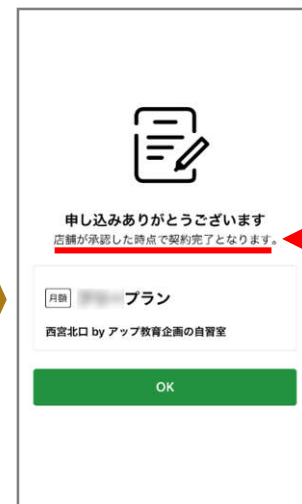 申し込みありがとうございます
店舗が承認した時点で契約完了となります。
月額 プラン
西宮北口 by アップ教育企画の自習室
OK